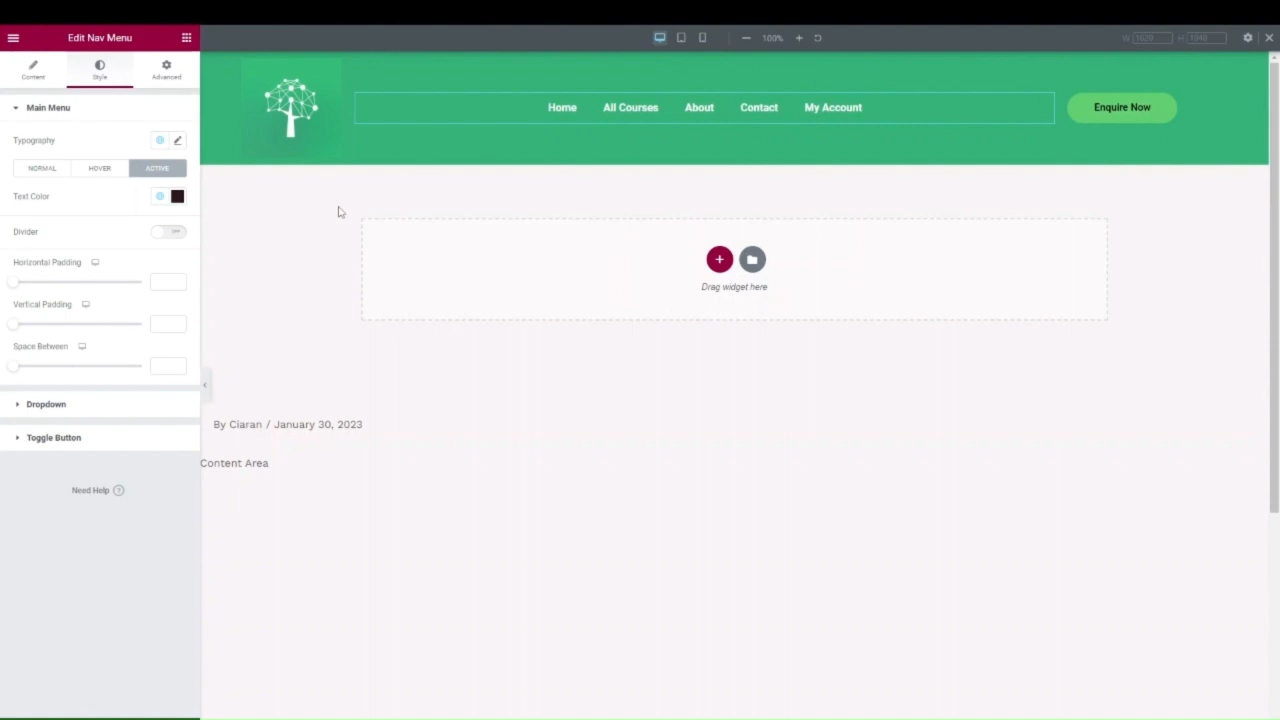 Edit Nav Menu
100%
W 1620 H
Content
Style
Advanced
Main Menu
Typography
NORMAL HOVER ACTIVE
Text Color
Divider OFF
Horizontal Padding
Vertical Padding
Space Between
Dropdown
Toggle Button
Need Help ?
Home All Courses About Contact My Account
Enquire Now
Drag widget here
By Ciaran / January 30, 2023
Content Area